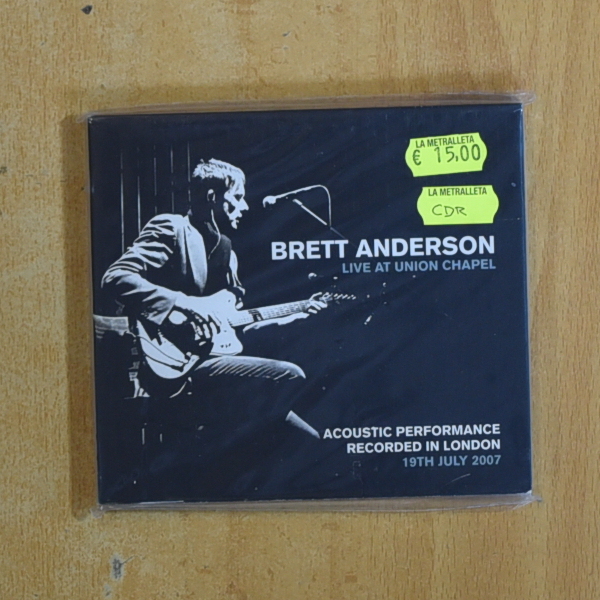 LA METRALLETA
€ 15,00
LA METRALLETA
CDR
BRETT ANDERSON
LIVE AT UNION CHAPEL
ACOUSTIC PERFORMANCE
RECORDED IN LONDON
19TH JULY 2007